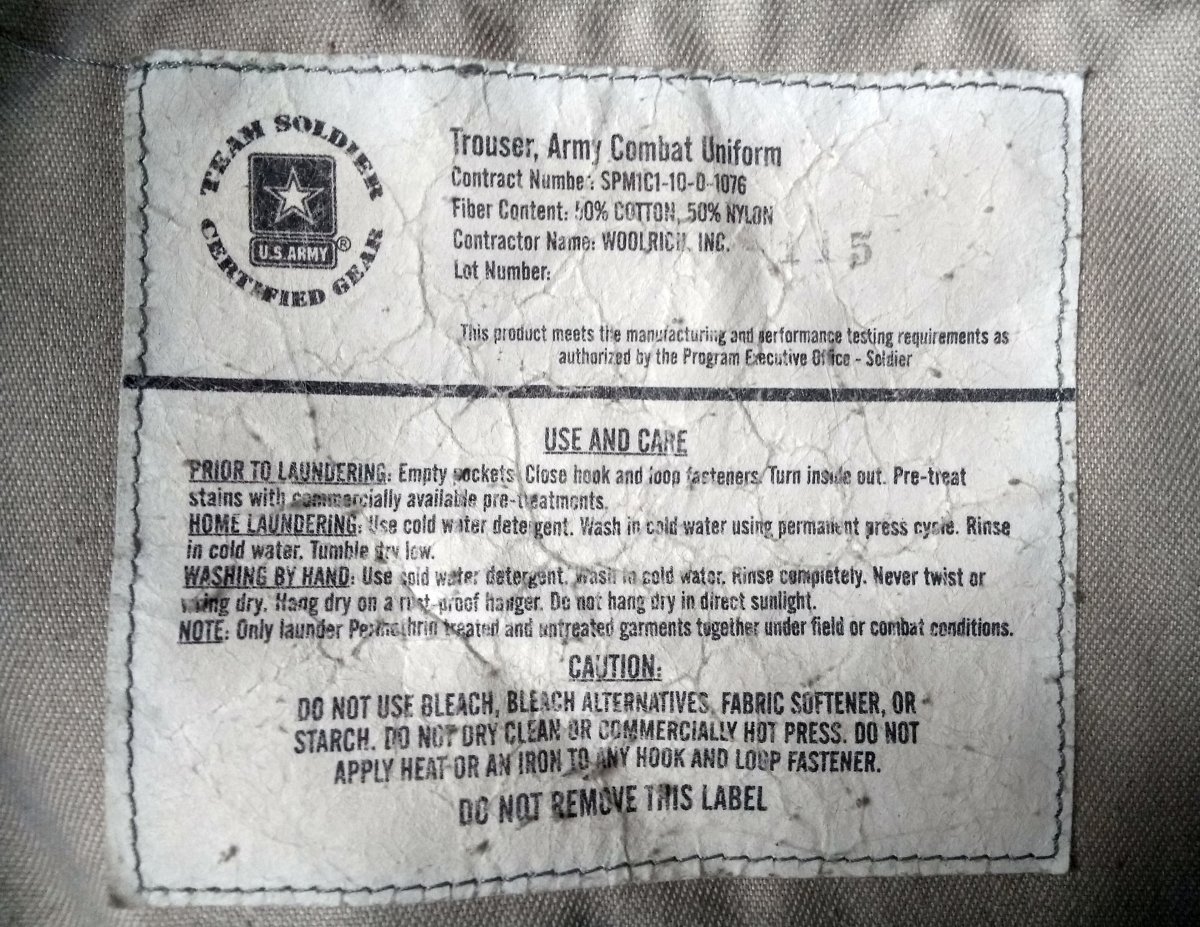 TEAM SOLDIER
CERTIFIED GEAR
U.S. ARMY®
Trouser, Army Combat Uniform
Contract Number: SPM1C1-10-D-1076
Fiber Content: 50% COTTON, 50% NYLON
Contractor Name: WOOLRICH, INC.
115
Lot Number:
This product meets the manufacturing and performance testing requirements as
authorized by the Program Executive Office - Soldier
USE AND CARE
PRIOR TO LAUNDERING: Empty pockets. Close hook and loop fasteners. Turn inside out. Pre-treat
stains with commercially available pre-treatments.
HOME LAUNDERING: Use cold water detergent. Wash in cold water using permanent press cycle. Rinse
in cold water. Tumble dry low.
WASHING BY HAND: Use cold water detergent. Wash in cold water. Rinse completely. Never twist or
wring dry. Hang dry on a rust-proof hanger. Do not hang dry in direct sunlight.
NOTE: Only launder Permethrin treated and untreated garments together under field or combat conditions.
CAUTION:
DO NOT USE BLEACH, BLEACH ALTERNATIVES, FABRIC SOFTENER, OR
STARCH. DO NOT DRY CLEAN OR COMMERCIALLY HOT PRESS. DO NOT
APPLY HEAT OR AN IRON TO ANY HOOK AND LOOP FASTENER.
DO NOT REMOVE THIS LABEL